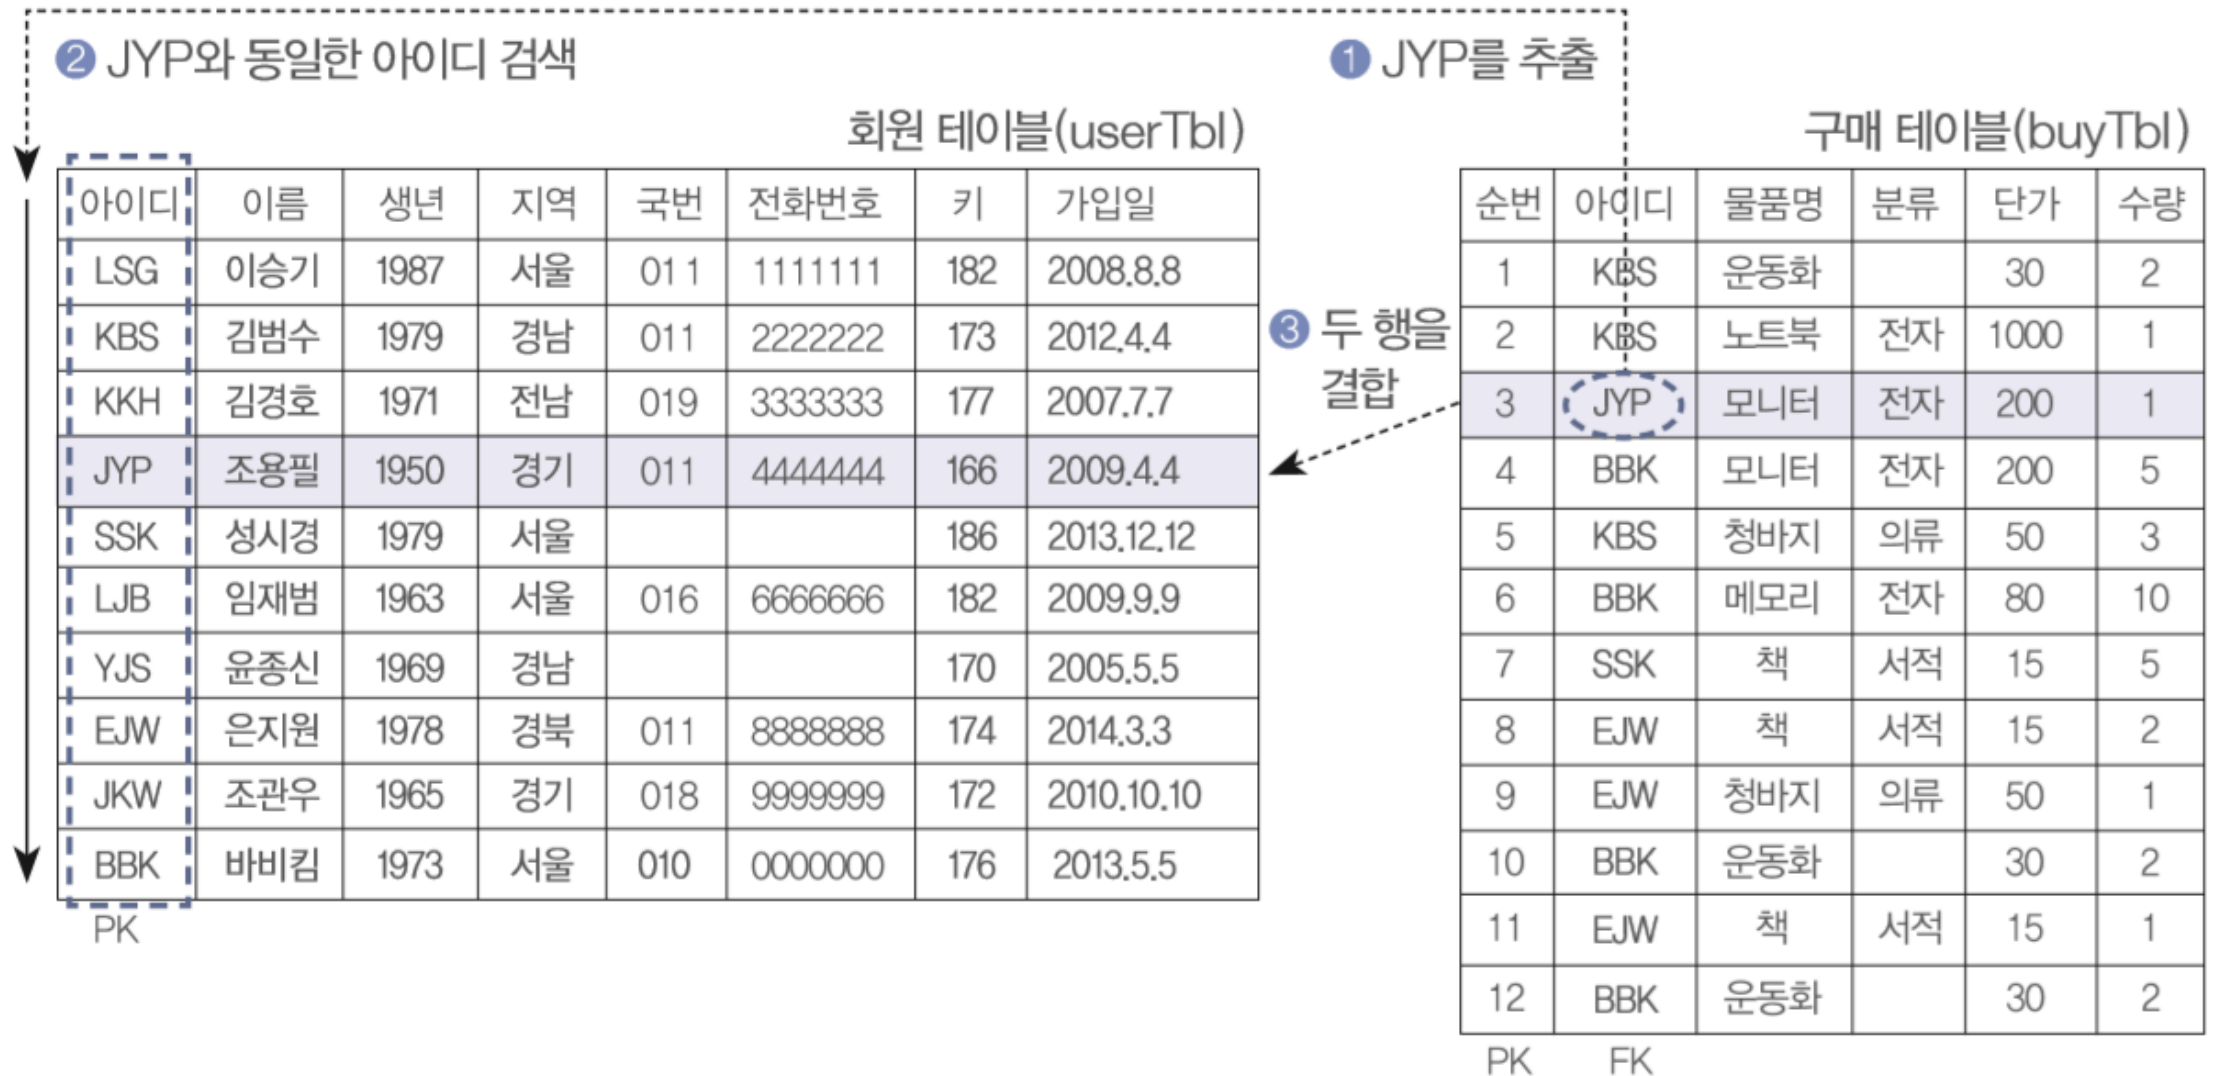 ② JYP와 동일한 아이디 검색
① JYP를 추출
회원 테이블(userTbl)
아이디 이름 생년 지역 국번 전화번호 키 가입일
LSG 이승기 1987 서울 011 1111111 182 2008.8.8
KBS 김범수 1979 경남 011 2222222 173 2012.4.4
KKH 김경호 1971 전남 019 3333333 177 2007.7.7
JYP 조용필 1950 경기 011 4444444 166 2009.4.4
SSK 성시경 1979 서울 186 2013.12.12
LJB 임재범 1963 서울 016 6666666 182 2009.9.9
YJS 윤종신 1969 경남 170 2005.5.5
EJW 은지원 1978 경북 011 8888888 174 2014.3.3
JKW 조관우 1965 경기 018 9999999 172 2010.10.10
BBK 바비킴 1973 서울 010 0000000 176 2013.5.5
PK
③ 두 행을
결합
구매 테이블(buyTbl)
순번 아이디 물품명 분류 단가 수량
1 KBS 운동화 30 2
2 KBS 노트북 전자 1000 1
3 JYP 모니터 전자 200 1
4 BBK 모니터 전자 200 5
5 KBS 청바지 의류 50 3
6 BBK 메모리 전자 80 10
7 SSK 책 서적 15 5
8 EJW 책 서적 15 2
9 EJW 청바지 의류 50 1
10 BBK 운동화 30 2
11 EJW 책 서적 15 1
12 BBK 운동화 30 2
PK FK